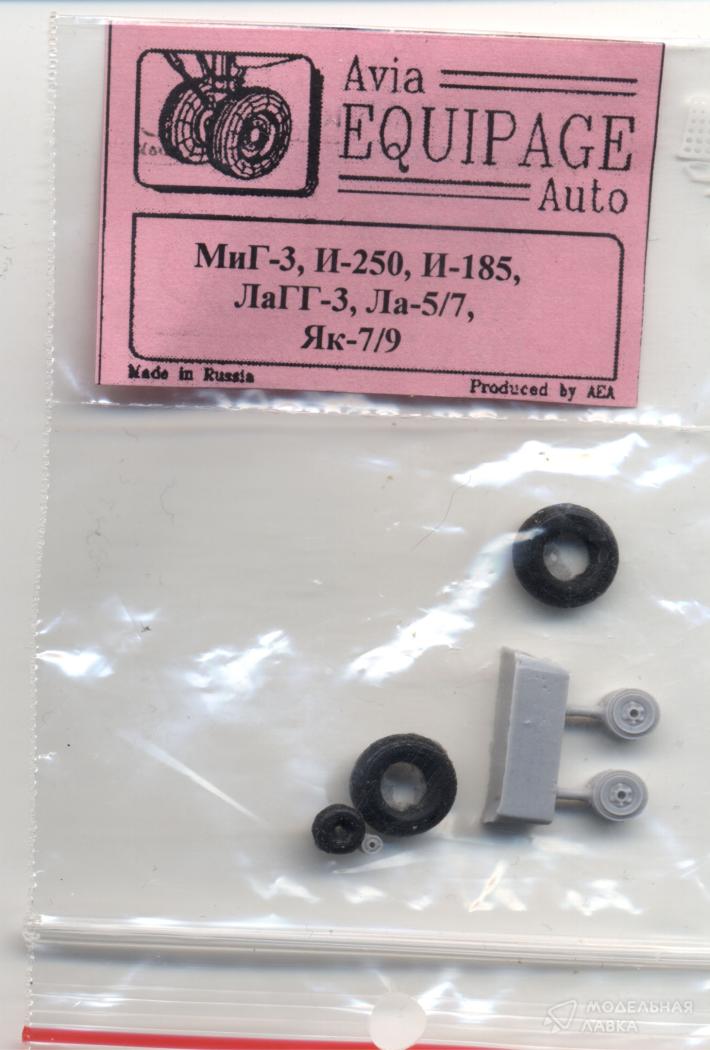 Avia
EQUIPAGE
Auto
МиГ-3, И-250, И-185,
ЛаГГ-3, Ла-5/7,
Як-7/9
Made in Russia
Produced by AEA
МОДЕЛЬНАЯ
ЛАВКА